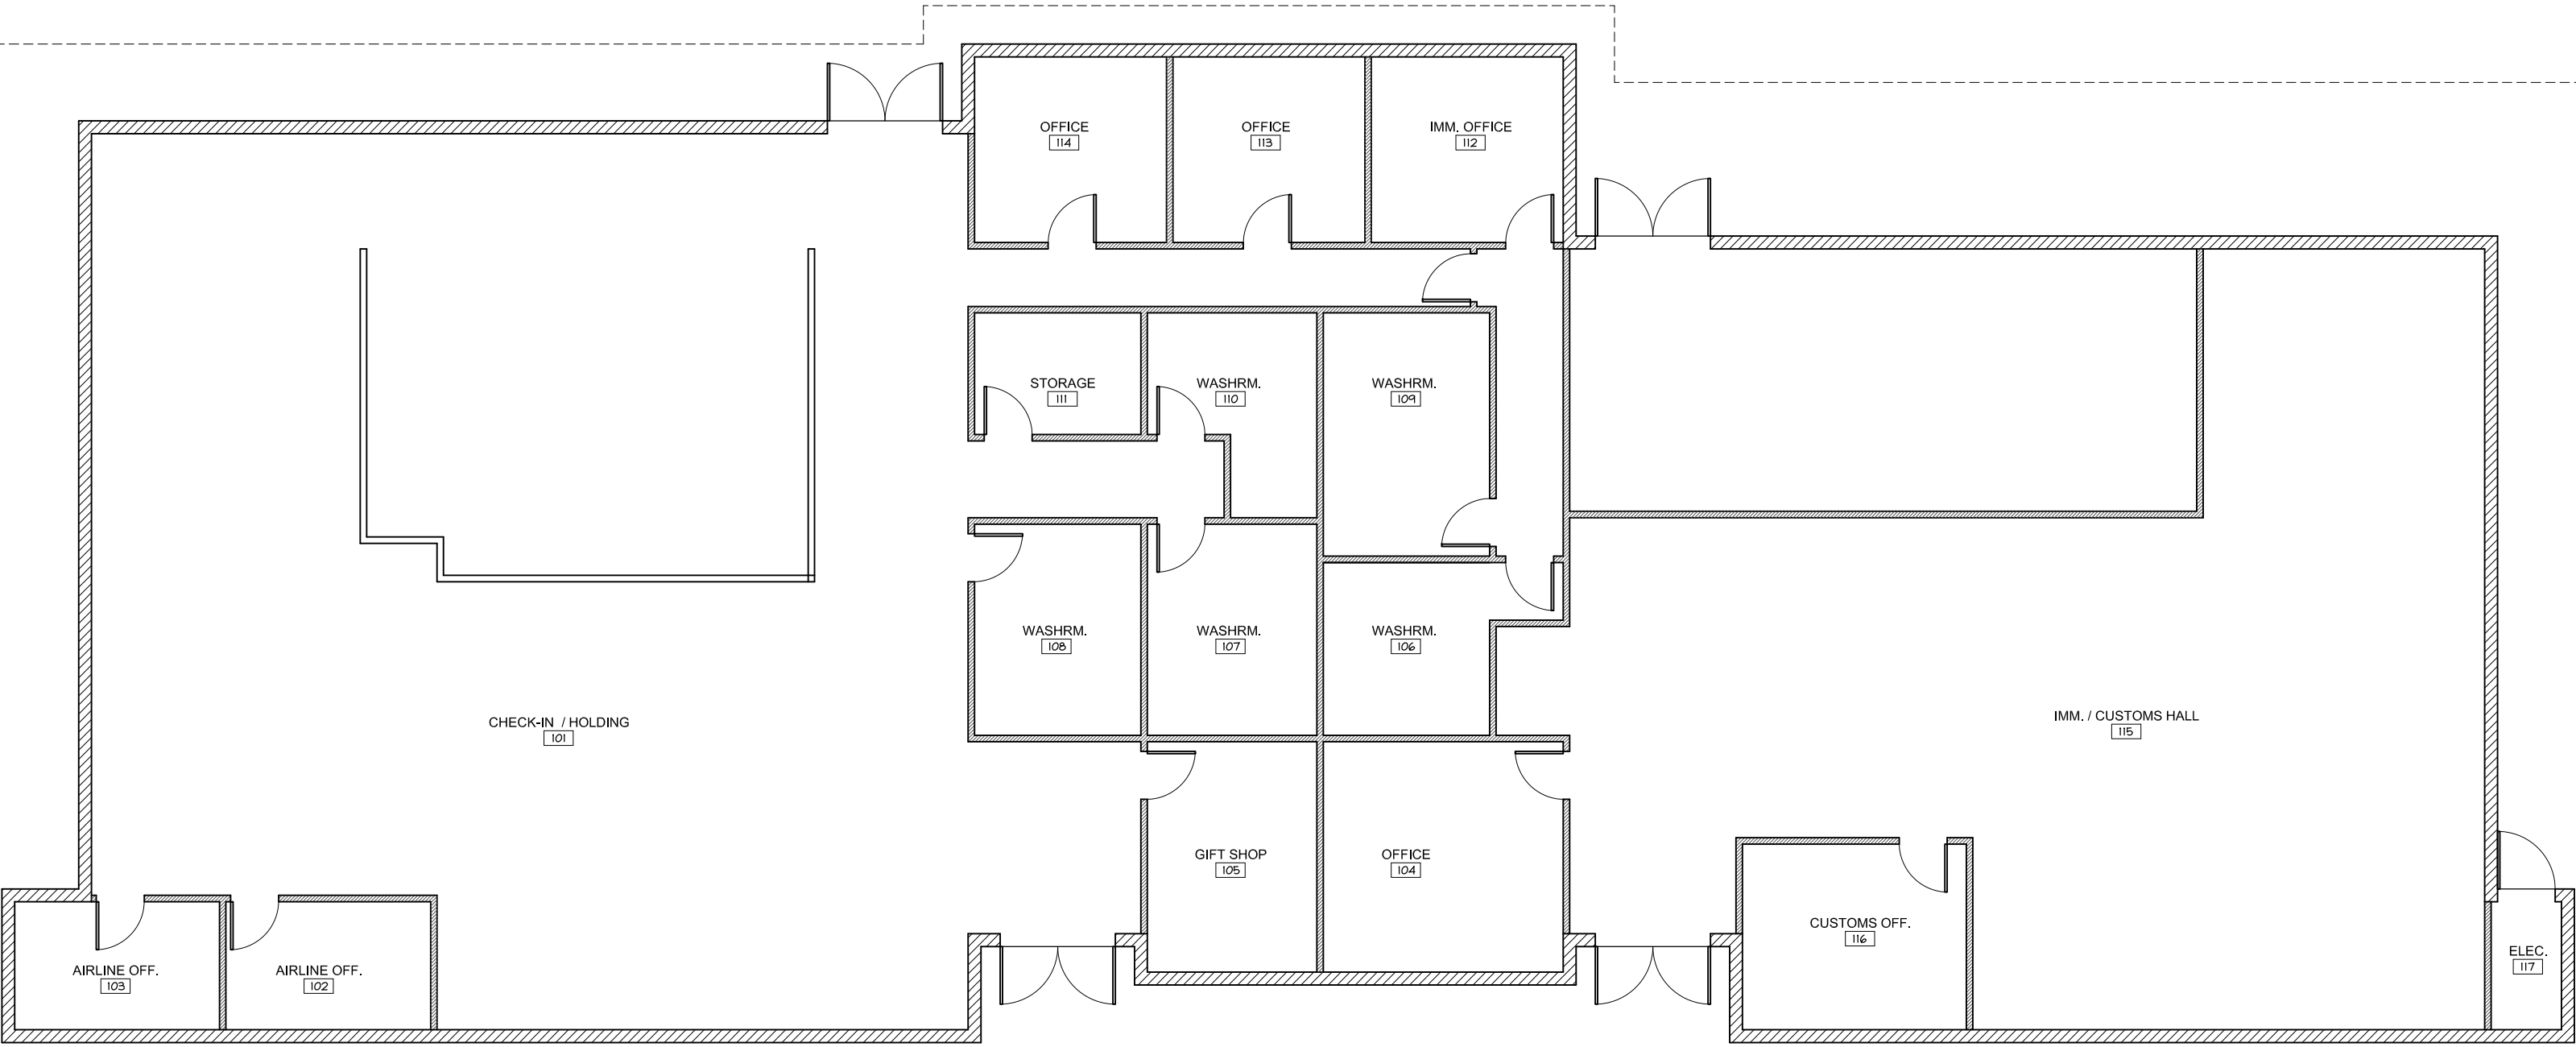 OFFICE
114
OFFICE
113
IMM. OFFICE
112
STORAGE
111
WASHRM.
110
WASHRM.
109
WASHRM.
108
WASHRM.
107
WASHRM.
106
CHECK-IN / HOLDING
101
IMM. / CUSTOMS HALL
115
GIFT SHOP
105
OFFICE
104
CUSTOMS OFF.
116
AIRLINE OFF.
103
AIRLINE OFF.
102
ELEC.
117